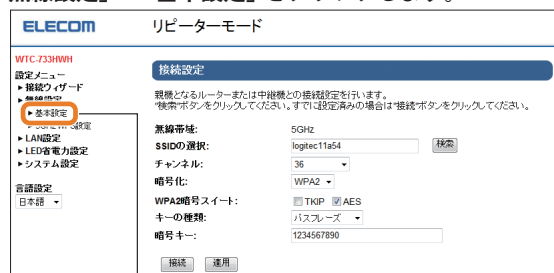 ELECOM
リピーターモード
WTC-733HWH
設定メニュー
▸接続ウィザード
▸基本設定
▸LAN設定
▸LED省電力設定
▸システム設定
言語設定
日本語
接続設定
親機となるルーターまたは中継機との接続設定を行います。
"検索"ボタンをクリックしてください。すでに設定済みの場合は"接続"ボタンをクリックしてください。
無線帯域: 5GHz
SSIDの選択: logitec11a54 検索
チャンネル: 36
暗号化: WPA2
WPA2暗号スイート: TKIP AES
キーの種類: パスフレーズ
暗号キー: 1234567890
接続 適用